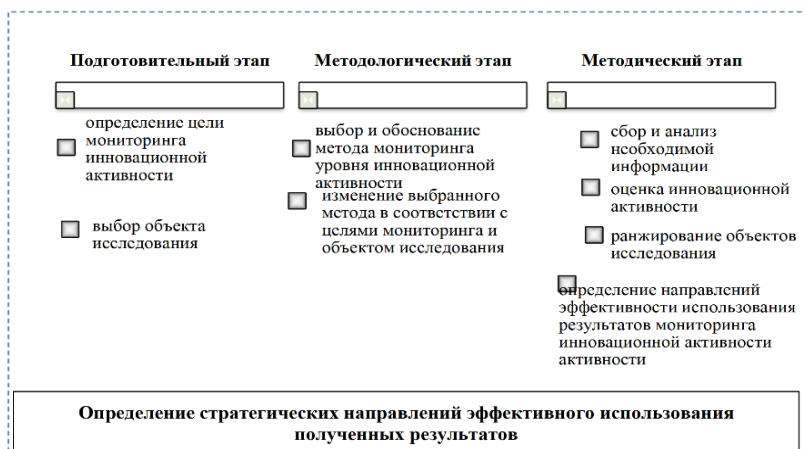 Подготовительный этап
Методологический этап
Методический этап
определение цели
мониторинга
инновационной
активности
выбор объекта
исследования
выбор и обоснование
метода мониторинга
уровня инновационной
активности
изменение выбранного
метода в соответствии с
целями мониторинга и
объектом исследования
сбор и анализ
необходимой
информации
оценка инновационной
активности
ранжирование объектов
исследования
определение направлений
эффективности использования
результатов мониторинга
инновационной активности
активности
Определение стратегических направлений эффективного использования
полученных результатов